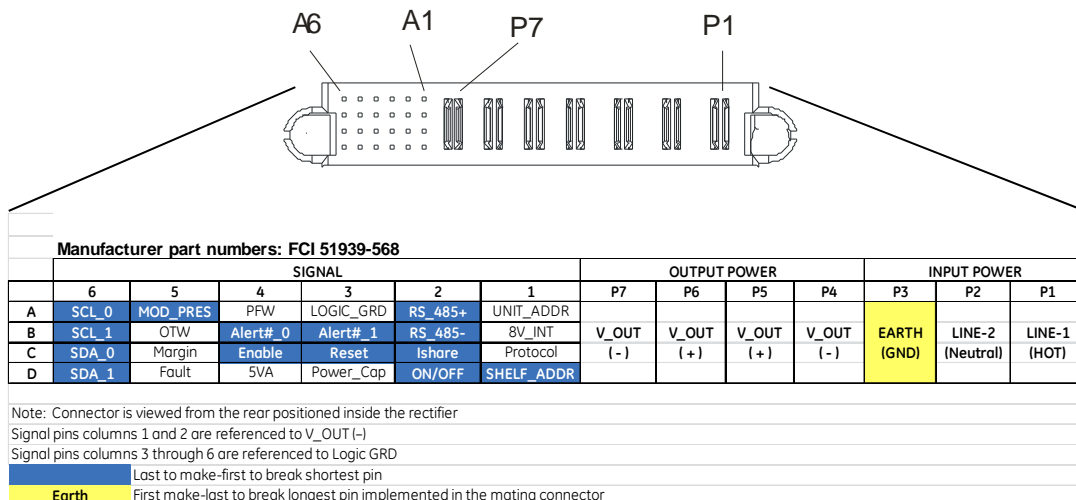 A6 A1 P7 P1
Manufacturer part numbers: FCI 51939-568
SIGNAL OUTPUT POWER INPUT POWER
6 5 4 3 2 1 P7 P6 P5 P4 P3 P2 P1
A SCL_0 MOD_PRES PFW LOGIC_GRD RS_485+ UNIT_ADDR
B SCL_1 OTW Alert#_0 Alert#_1 RS_485- 8V_INT V_OUT V_OUT V_OUT V_OUT EARTH LINE-2 LINE-1
C SDA_0 Margin Enable Reset Ishare Protocol (-) (+) (+) (-) (GND) (Neutral) (HOT)
D SDA_1 Fault 5VA Power_Cap ON/OFF SHELF_ADDR
Note: Connector is viewed from the rear positioned inside the rectifier
Signal pins columns 1 and 2 are referenced to V_OUT (–)
Signal pins columns 3 through 6 are referenced to Logic GRD
Last to make-first to break shortest pin
Earth First make-last to break longest pin implemented in the mating connector